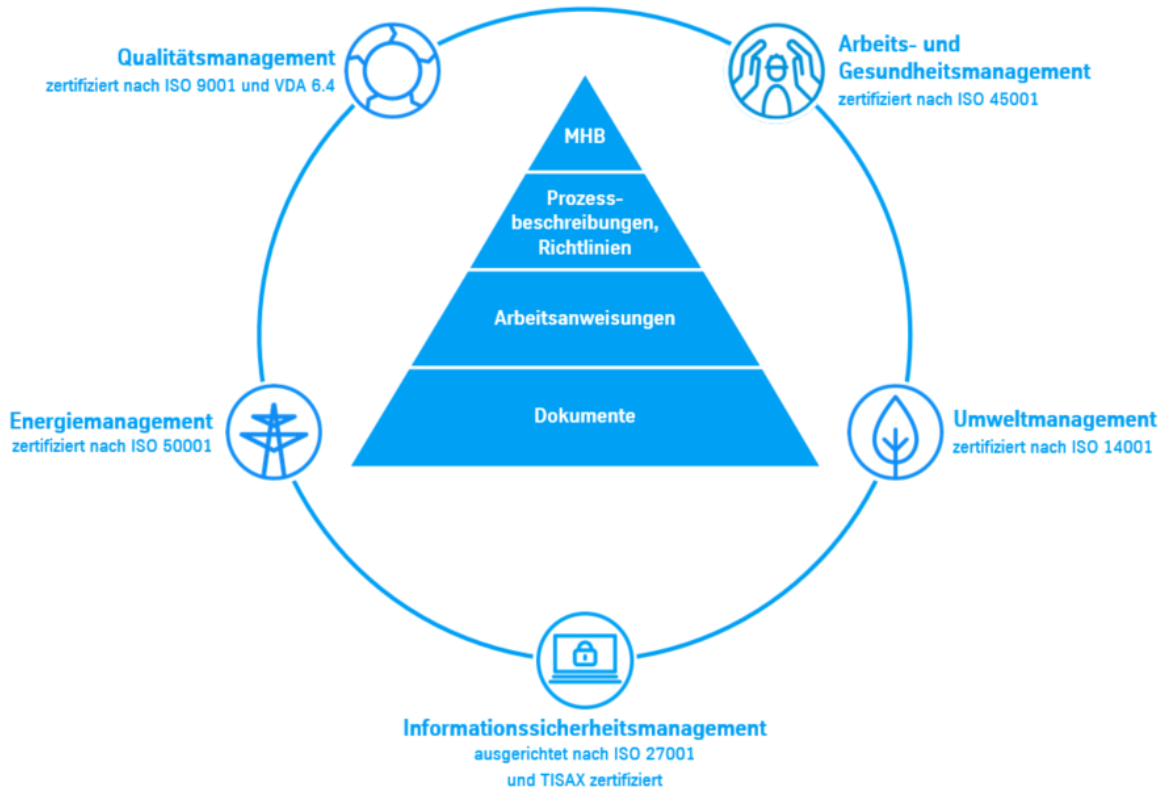 Qualitätsmanagement
zertifiziert nach ISO 9001 und VDA 6.4
Arbeits- und
Gesundheitsmanagement
zertifiziert nach ISO 45001
MHB
Prozess-
beschreibungen,
Richtlinien
Arbeitsanweisungen
Dokumente
Energiemanagement
zertifiziert nach ISO 50001
Umweltmanagement
zertifiziert nach ISO 14001
Informationssicherheitsmanagement
ausgerichtet nach ISO 27001
und TISAX zertifiziert